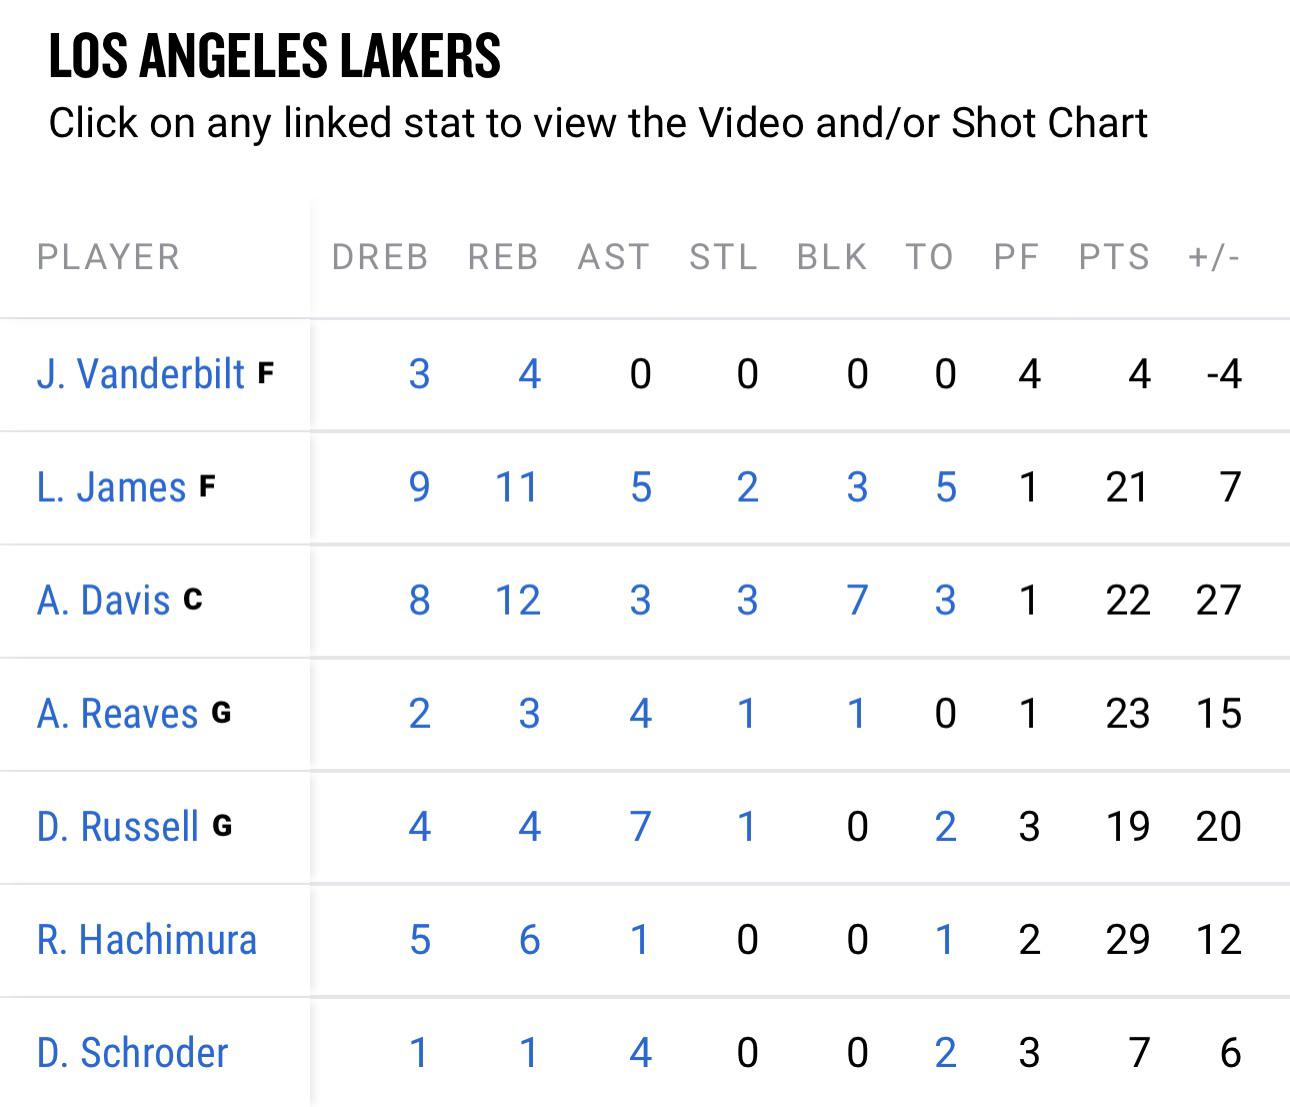 LOS ANGELES LAKERS
Click on any linked stat to view the Video and/or Shot Chart
PLAYER DREB REB AST STL BLK TO PF PTS +/-
J. Vanderbilt F 3 4 0 0 0 0 4 4 -4
L. James F 9 11 5 2 3 5 1 21 7
A. Davis C 8 12 3 3 7 3 1 22 27
A. Reaves G 2 3 4 1 1 0 1 23 15
D. Russell G 4 4 7 1 0 2 3 19 20
R. Hachimura 5 6 1 0 0 1 2 29 12
D. Schroder 1 1 4 0 0 2 3 7 6